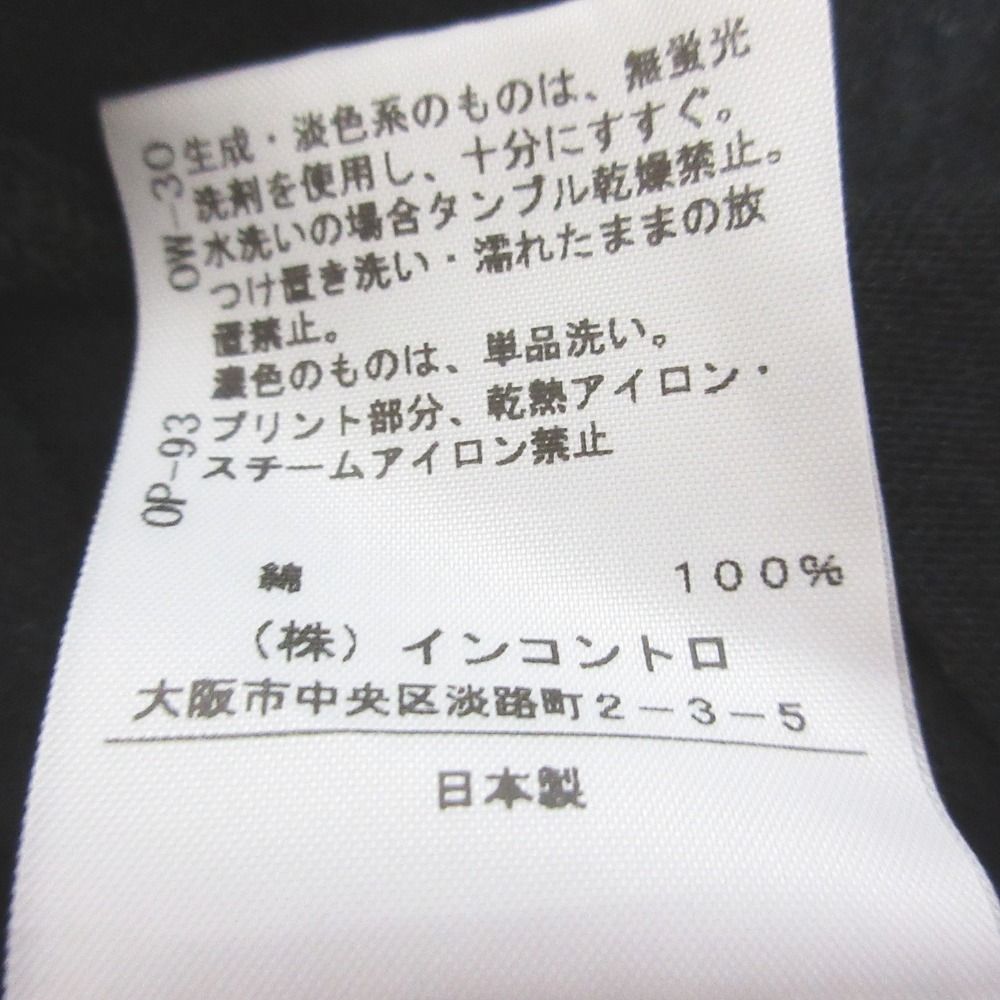 OW-30
生成・淡色系のものは、無蛍光
洗剤を使用し、十分にすすぐ。
水洗いの場合タンブル乾燥禁止。
つけ置き洗い・濡れたままの放
置禁止。
濃色のものは、単品洗い。
OP-93
プリント部分、乾熱アイロン・
スチームアイロン禁止
綿 100%
（株）インコントロ
大阪市中央区淡路町2-3-5
日本製